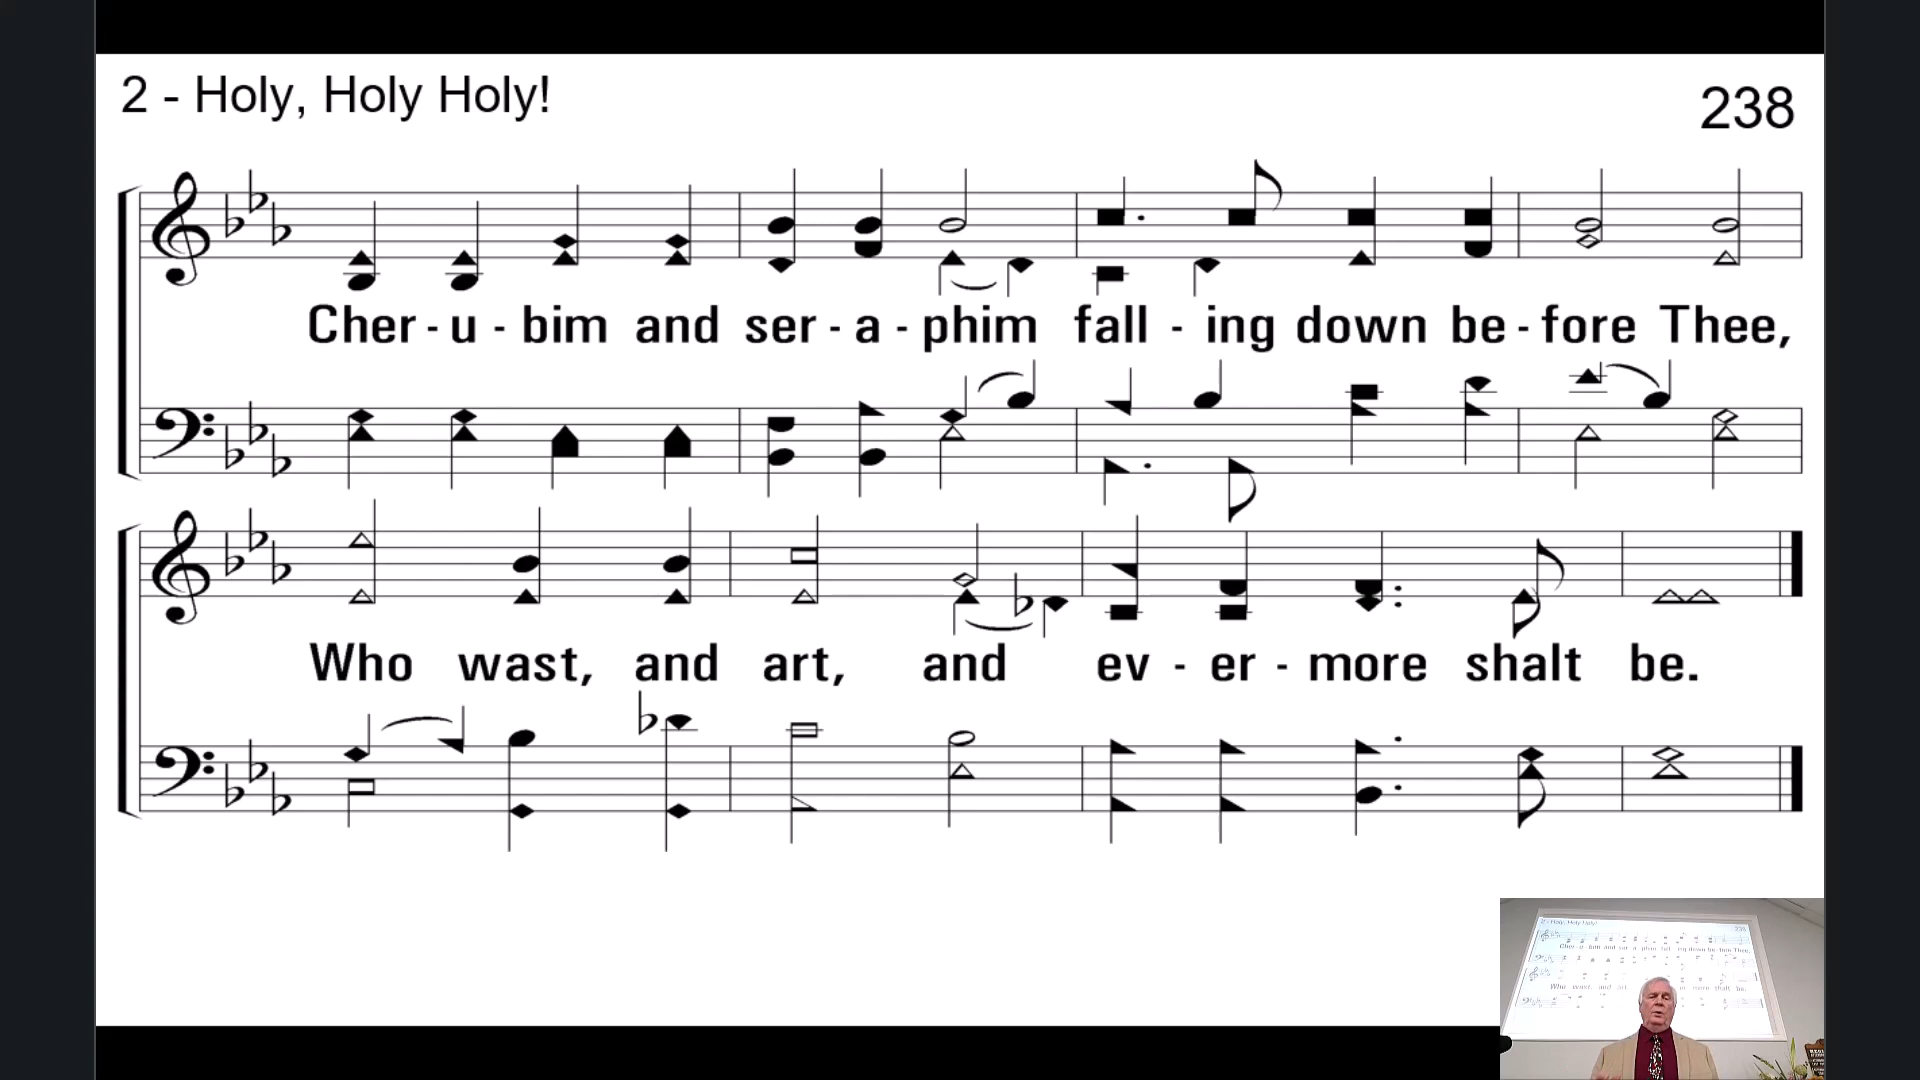 2 - Holy, Holy Holy!
238
Cher - u - bim and ser - a - phim fall - ing down be - fore Thee,
Who wast, and art, and ev - er - more shalt be.